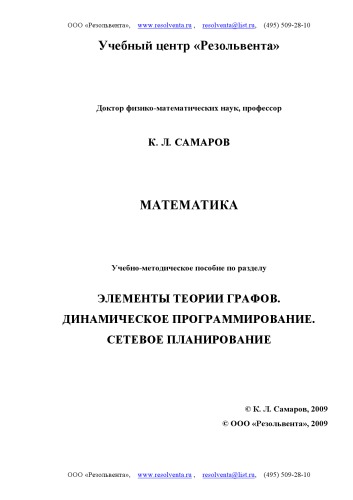 ООО «Резольвента», www.resolventa.ru , resolventa@list.ru, (495) 509-28-10
Учебный центр «Резольвента»
Доктор физико-математических наук, профессор
К. Л. САМАРОВ
МАТЕМАТИКА
Учебно-методическое пособие по разделу
ЭЛЕМЕНТЫ ТЕОРИИ ГРАФОВ.
ДИНАМИЧЕСКОЕ ПРОГРАММИРОВАНИЕ.
СЕТЕВОЕ ПЛАНИРОВАНИЕ
© К. Л. Самаров, 2009
© ООО «Резольвента», 2009
ООО «Резольвента», www.resolventa.ru , resolventa@list.ru, (495) 509-28-10